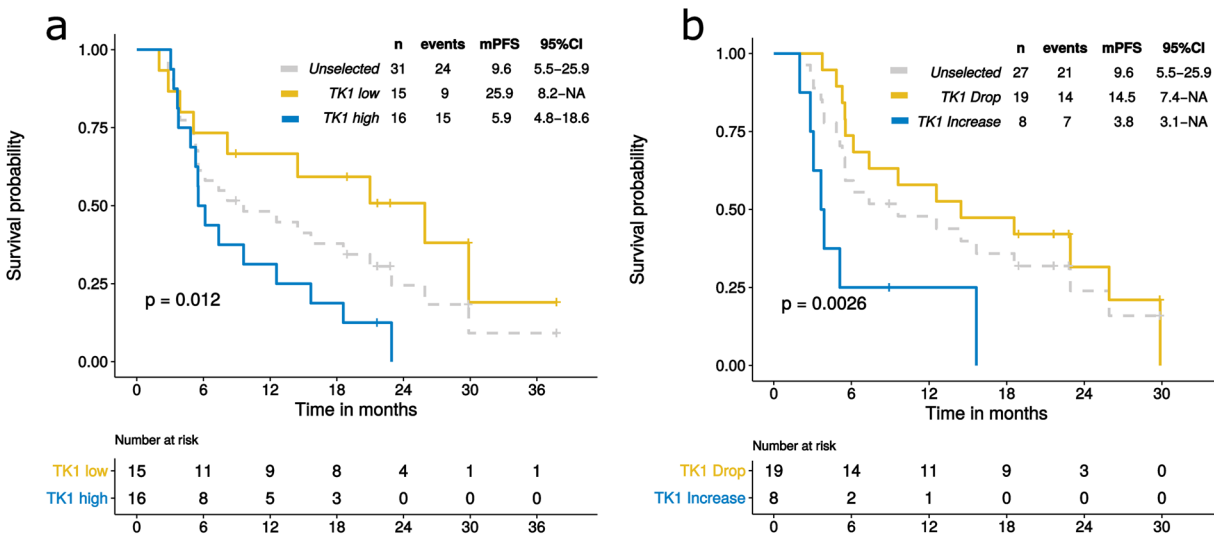 a
n events mPFS 95%CI
Unselected 31 24 9.6 5.5–25.9
TK1 low 15 9 25.9 8.2–NA
TK1 high 16 15 5.9 4.8–18.6
Survival probability
1.00
0.75
0.50
0.25
0.00
p = 0.012
0 6 12 18 24 30 36
Time in months
Number at risk
TK1 low 15 11 9 8 4 1 1
TK1 high 16 8 5 3 0 0 0
0 6 12 18 24 30 36
b
n events mPFS 95%CI
Unselected 27 21 9.6 5.5–25.9
TK1 Drop 19 14 14.5 7.4–NA
TK1 Increase 8 7 3.8 3.1–NA
Survival probability
1.00
0.75
0.50
0.25
0.00
p = 0.0026
0 6 12 18 24 30
Time in months
Number at risk
TK1 Drop 19 14 11 9 3 0
TK1 Increase 8 2 1 0 0 0
0 6 12 18 24 30